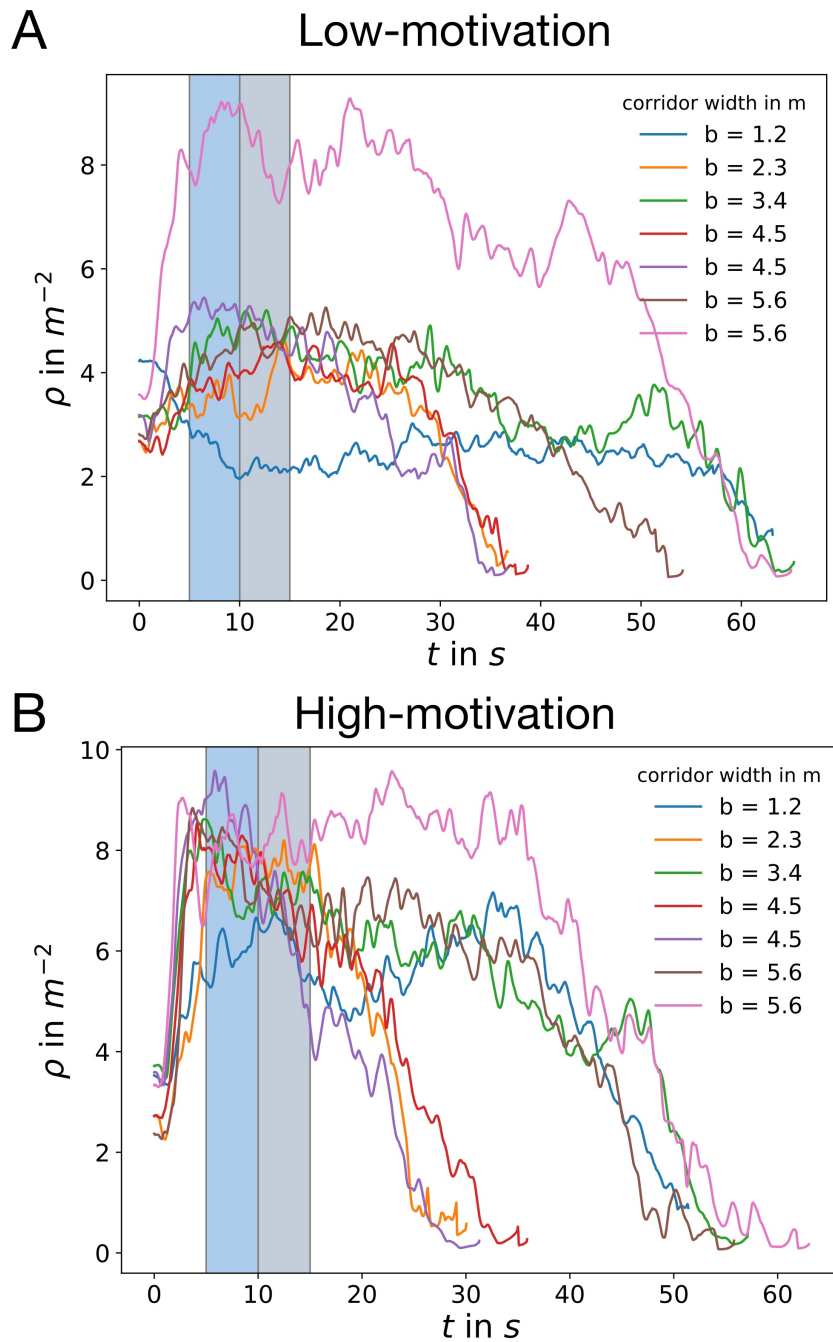 A
Low-motivation
corridor width in m
b = 1.2
b = 2.3
b = 3.4
b = 4.5
b = 4.5
b = 5.6
b = 5.6
8
6
4
2
0
ρ in m⁻²
0 10 20 30 40 50 60
t in s
B
High-motivation
corridor width in m
b = 1.2
b = 2.3
b = 3.4
b = 4.5
b = 4.5
b = 5.6
b = 5.6
10
8
6
4
2
0
ρ in m⁻²
0 10 20 30 40 50 60
t in s